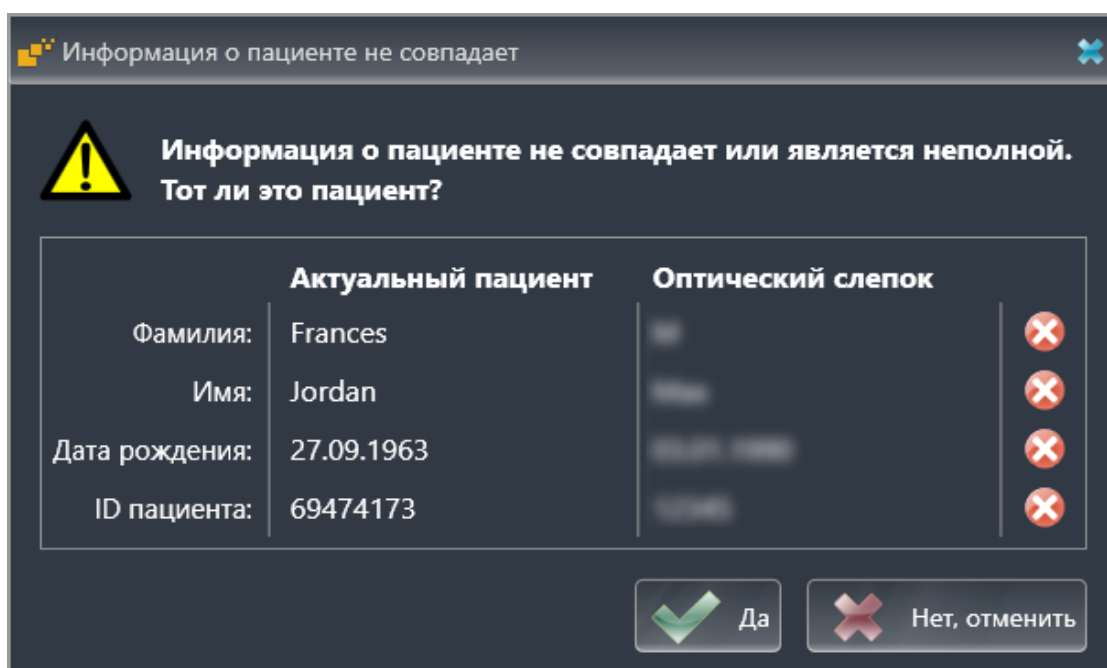 Информация о пациенте не совпадает
Информация о пациенте не совпадает или является неполной.
Тот ли это пациент?
Актуальный пациент Оптический слепок
Фамилия: Frances
Имя: Jordan
Дата рождения: 27.09.1963
ID пациента: 69474173
Да Нет, отменить